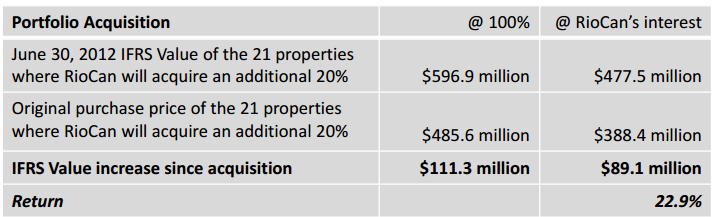 Portfolio Acquisition @ 100% @ RioCan's interest
June 30, 2012 IFRS Value of the 21 properties
where RioCan will acquire an additional 20% $596.9 million $477.5 million
Original purchase price of the 21 properties
where RioCan will acquire an additional 20% $485.6 million $388.4 million
IFRS Value increase since acquisition $111.3 million $89.1 million
Return 22.9%